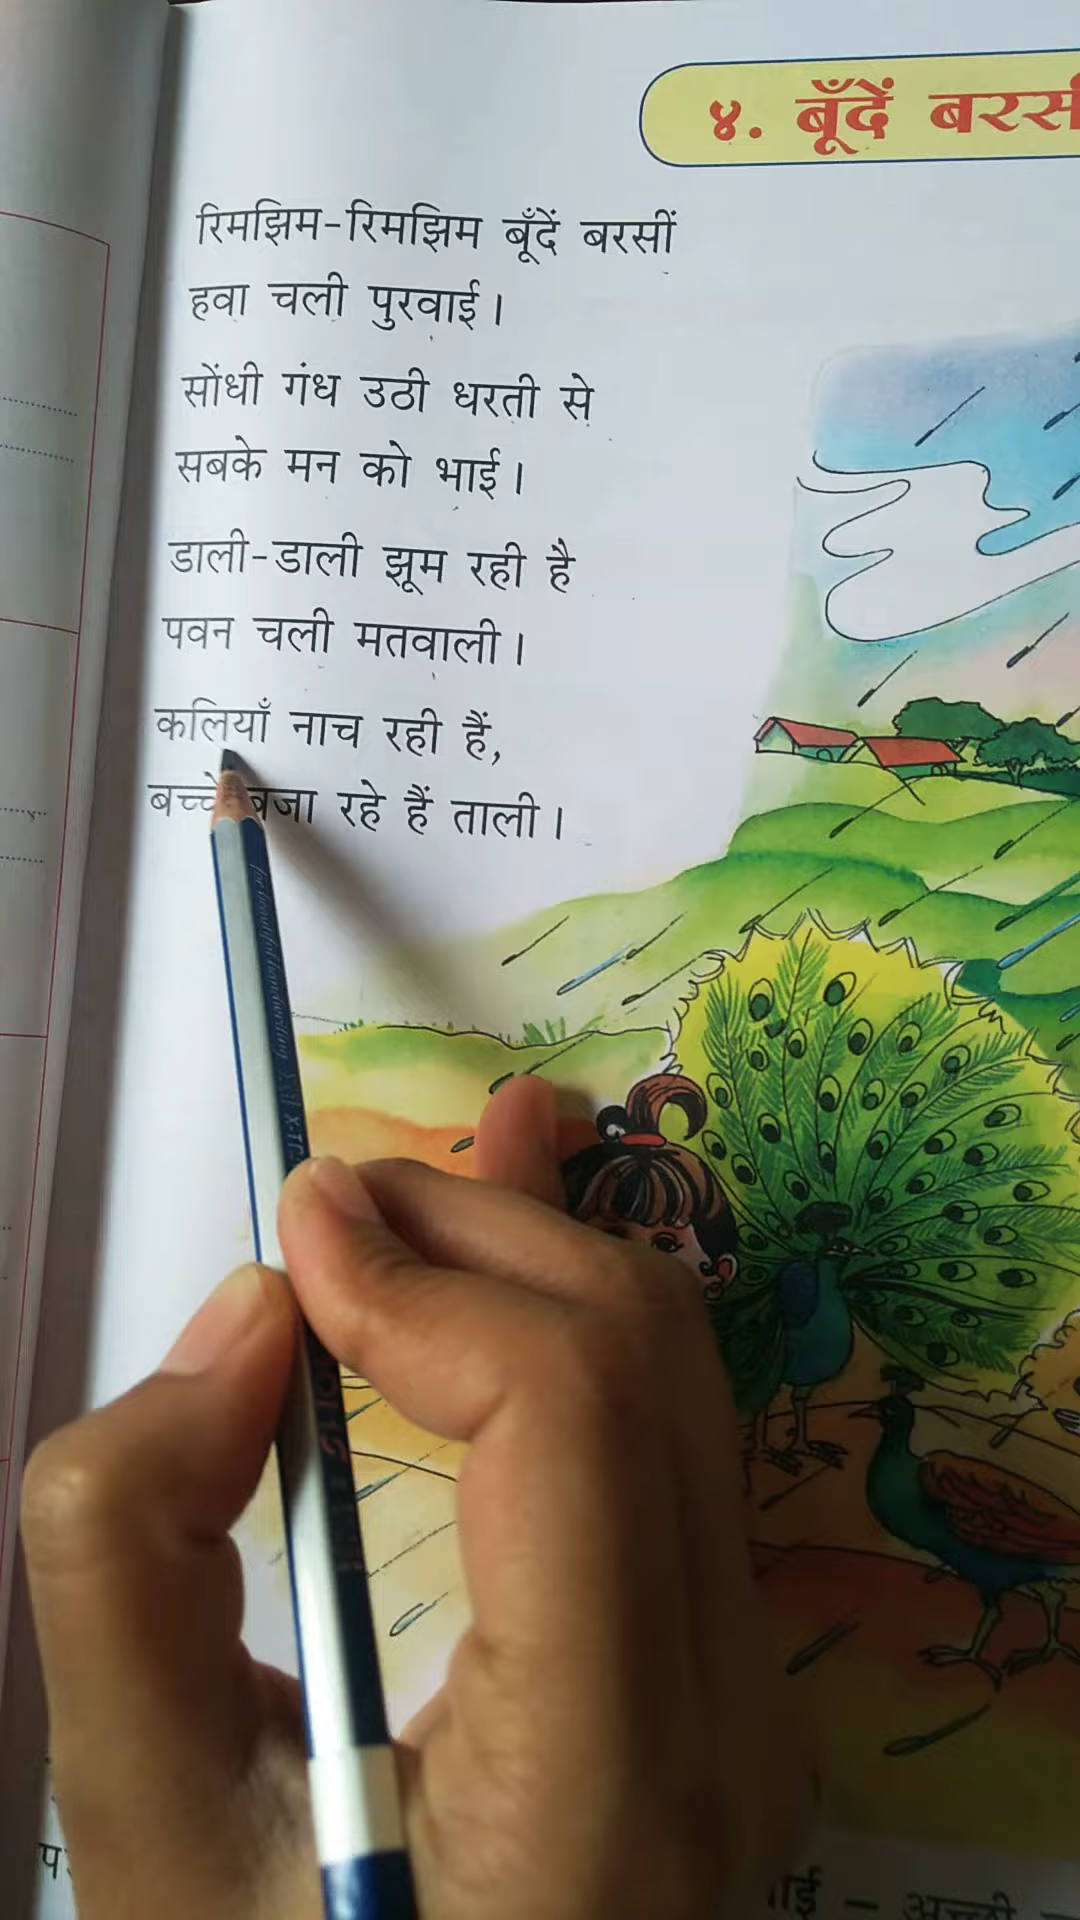 ४. बूँदें बरसीं
रिमझिम-रिमझिम बूँदें बरसीं
हवा चली पुरवाई।
सोंधी गंध उठी धरती से
सबके मन को भाई।
डाली-डाली झूम रही है
पवन चली मतवाली।
कलियाँ नाच रही हैं,
बच्चे बजा रहे हैं ताली।